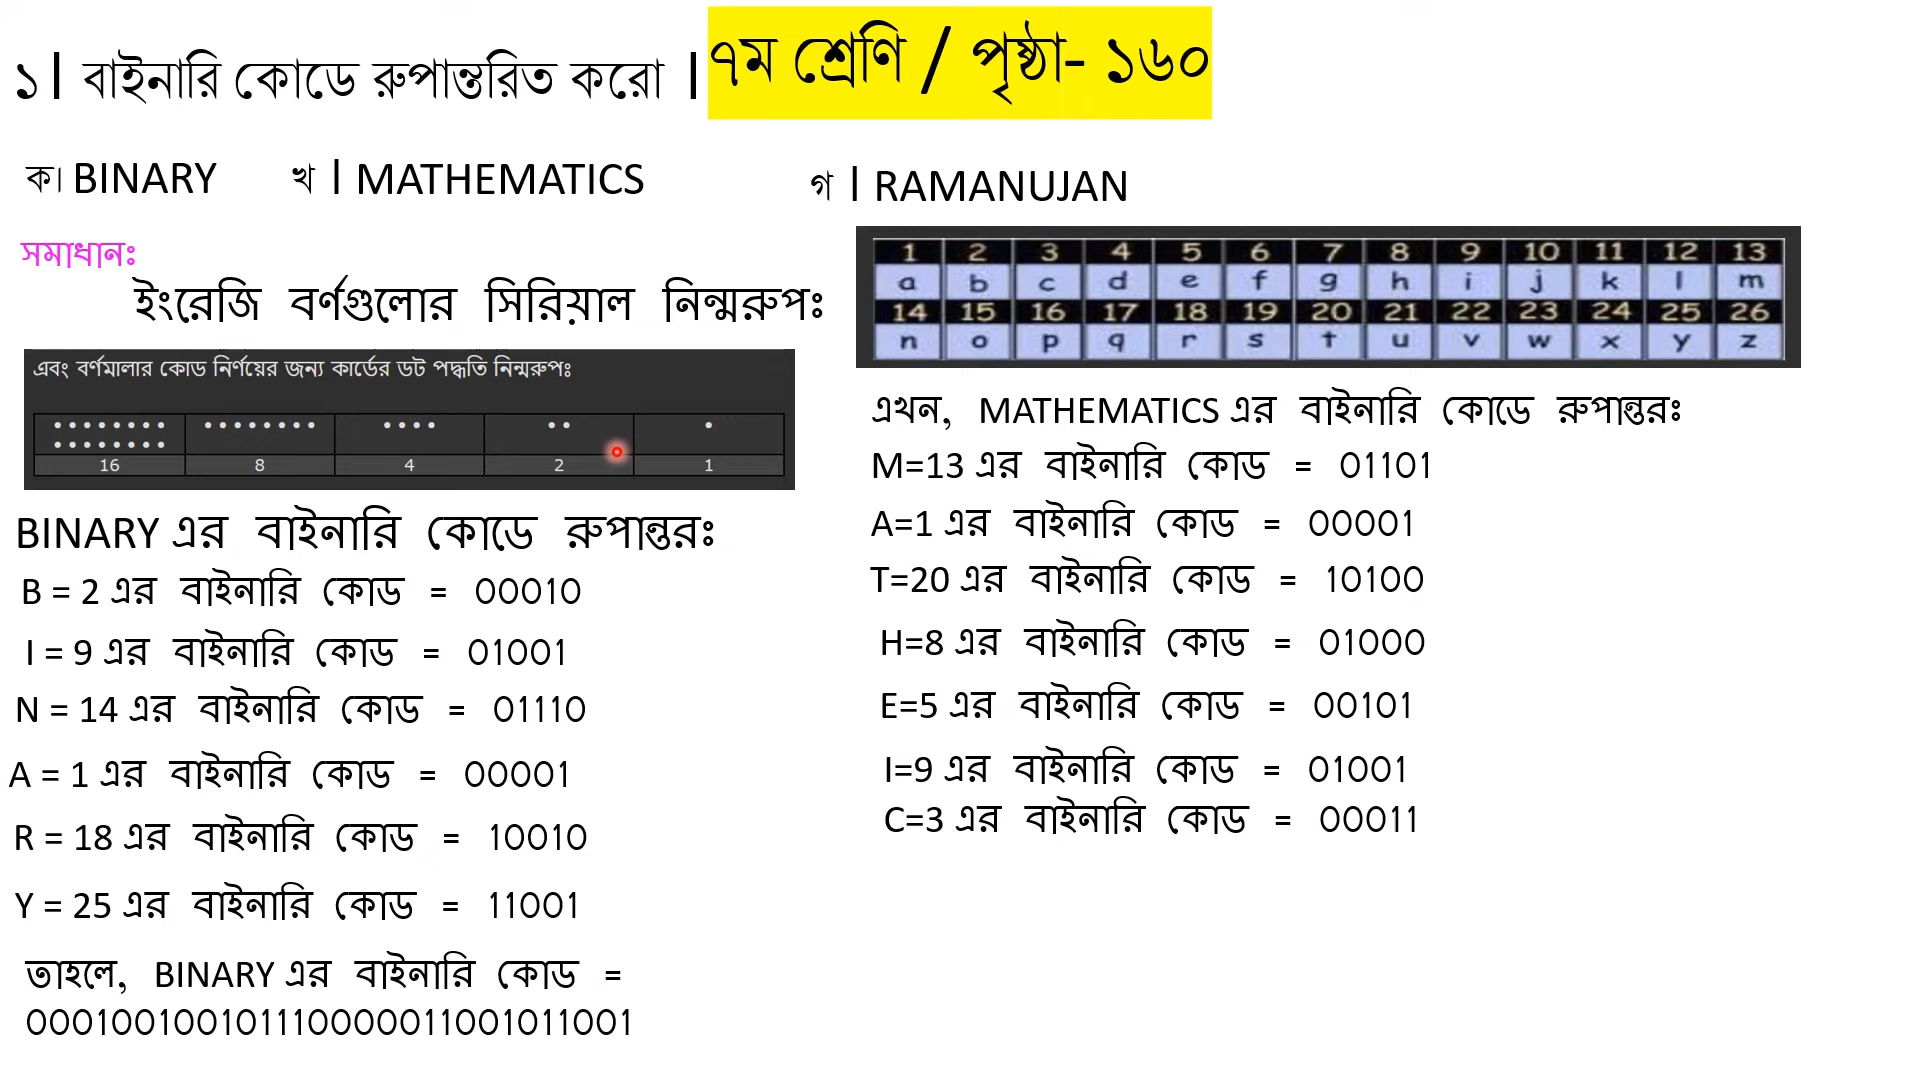 ১। বাইনারি কোডে রুপান্তরিত করো ।
৭ম শ্রেণি / পৃষ্ঠা- ১৬০
ক। BINARY খ । MATHEMATICS গ । RAMANUJAN
সমাধানঃ
ইংরেজি বর্ণগুলোর সিরিয়াল নিন্মরুপঃ
1 2 3 4 5 6 7 8 9 10 11 12 13
a b c d e f g h i j k l m
14 15 16 17 18 19 20 21 22 23 24 25 26
n o p q r s t u v w x y z
এবং বর্ণমালার কোড নির্ণয়ের জন্য কার্ডের ডট পদ্ধতি নিন্মরুপঃ
16 8 4 2 1
BINARY এর বাইনারি কোডে রুপান্তরঃ
B = 2 এর বাইনারি কোড = 00010
I = 9 এর বাইনারি কোড = 01001
N = 14 এর বাইনারি কোড = 01110
A = 1 এর বাইনারি কোড = 00001
R = 18 এর বাইনারি কোড = 10010
Y = 25 এর বাইনারি কোড = 11001
তাহলে, BINARY এর বাইনারি কোড =
000100100101110000011001011001
এখন, MATHEMATICS এর বাইনারি কোডে রুপান্তরঃ
M=13 এর বাইনারি কোড = 01101
A=1 এর বাইনারি কোড = 00001
T=20 এর বাইনারি কোড = 10100
H=8 এর বাইনারি কোড = 01000
E=5 এর বাইনারি কোড = 00101
I=9 এর বাইনারি কোড = 01001
C=3 এর বাইনারি কোড = 00011